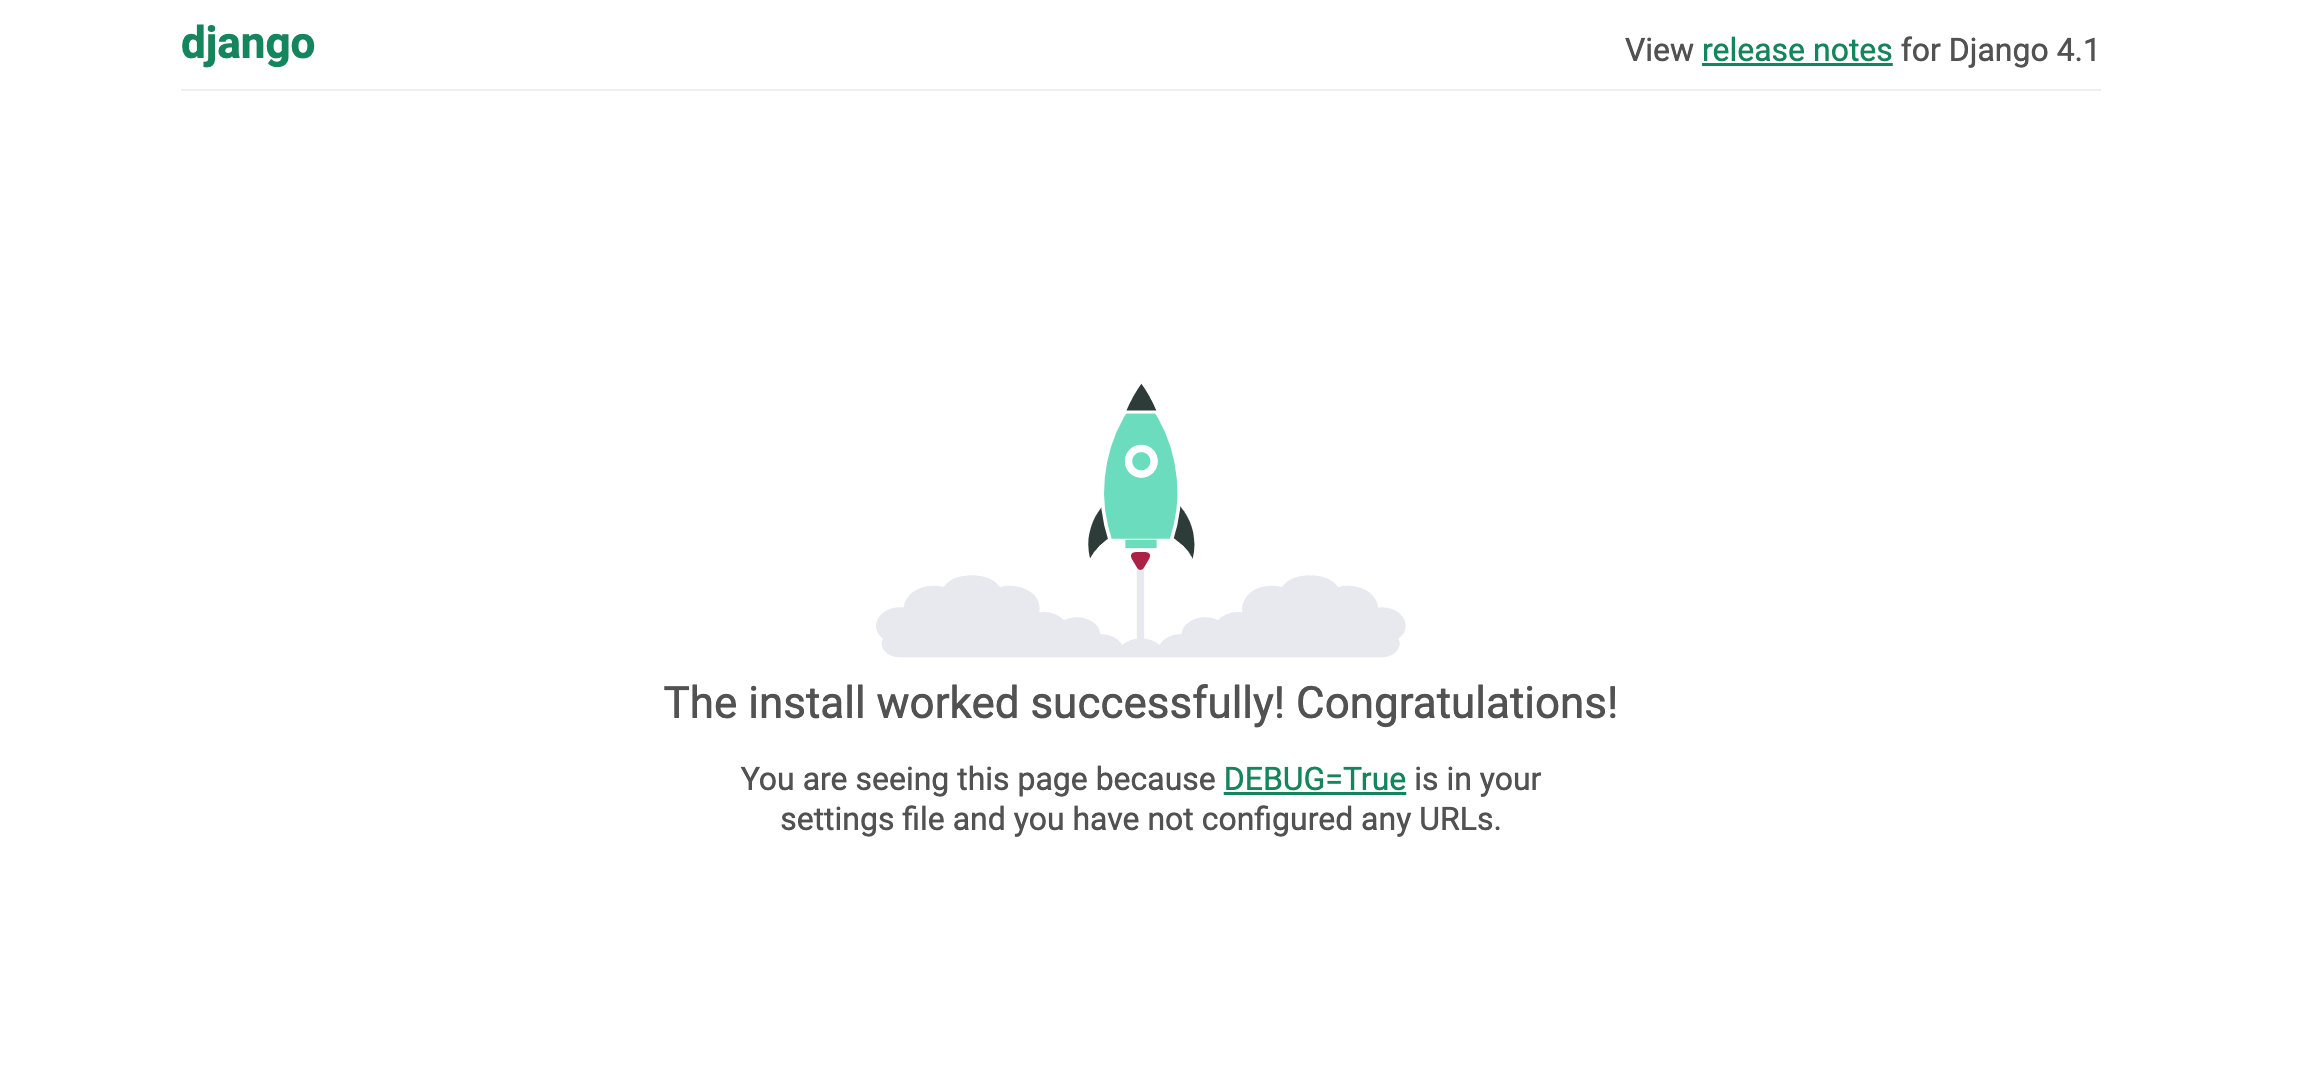 django
View release notes for Django 4.1
The install worked successfully! Congratulations!
You are seeing this page because DEBUG=True is in your
settings file and you have not configured any URLs.